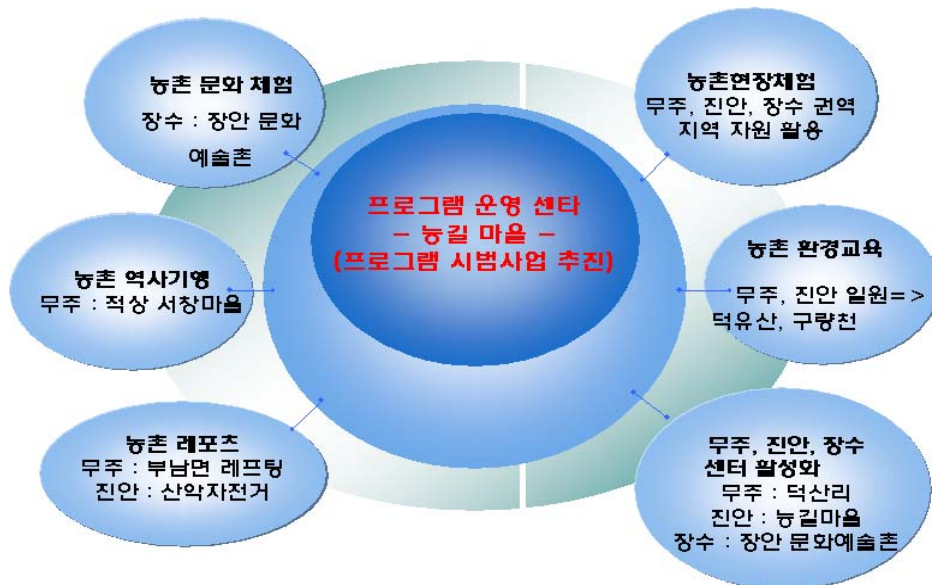 농촌 문화 체험
장수 : 장안 문화
예술촌
농촌현장체험
무주, 진안, 장수 권역
지역 자원 활용
프로그램 운영 센타
– 능길 마을 –
(프로그램 시범사업 추진)
농촌 역사기행
무주 : 적상 서창마을
농촌 환경교육
무주, 진안 일원=>
덕유산, 구량천
농촌 레포츠
무주 : 부남면 레프팅
진안 : 산악자전거
무주, 진안, 장수
센터 활성화
무주 : 덕산리
진안 : 능길마을
장수 : 장안 문화예술촌